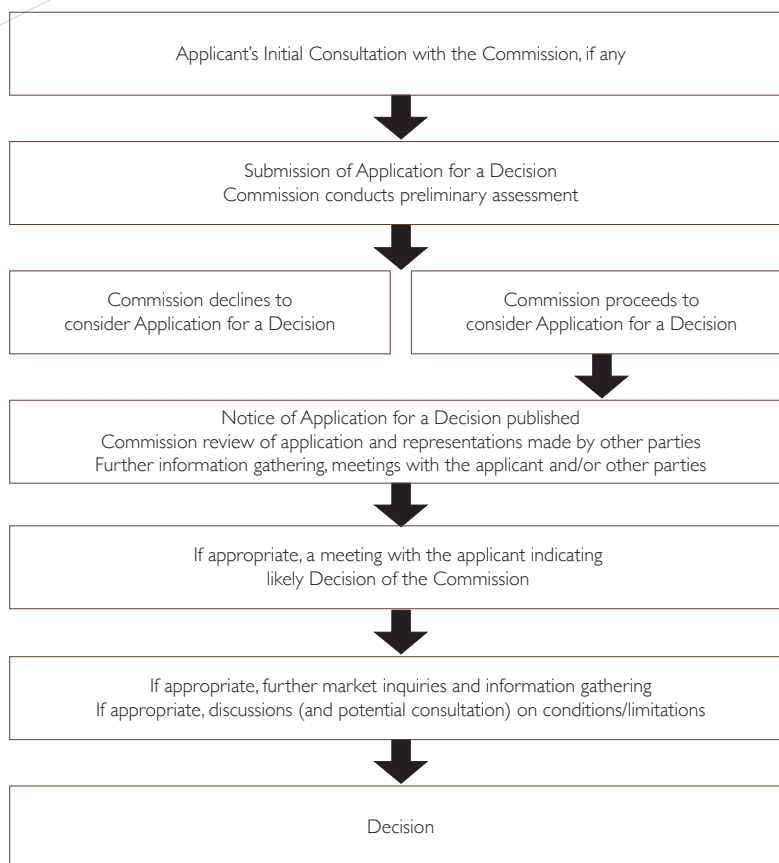 Applicant’s Initial Consultation with the Commission, if any
Submission of Application for a Decision
Commission conducts preliminary assessment
Commission declines to
consider Application for a Decision
Commission proceeds to
consider Application for a Decision
Notice of Application for a Decision published
Commission review of application and representations made by other parties
Further information gathering, meetings with the applicant and/or other parties
If appropriate, a meeting with the applicant indicating
likely Decision of the Commission
If appropriate, further market inquiries and information gathering
If appropriate, discussions (and potential consultation) on conditions/limitations
Decision